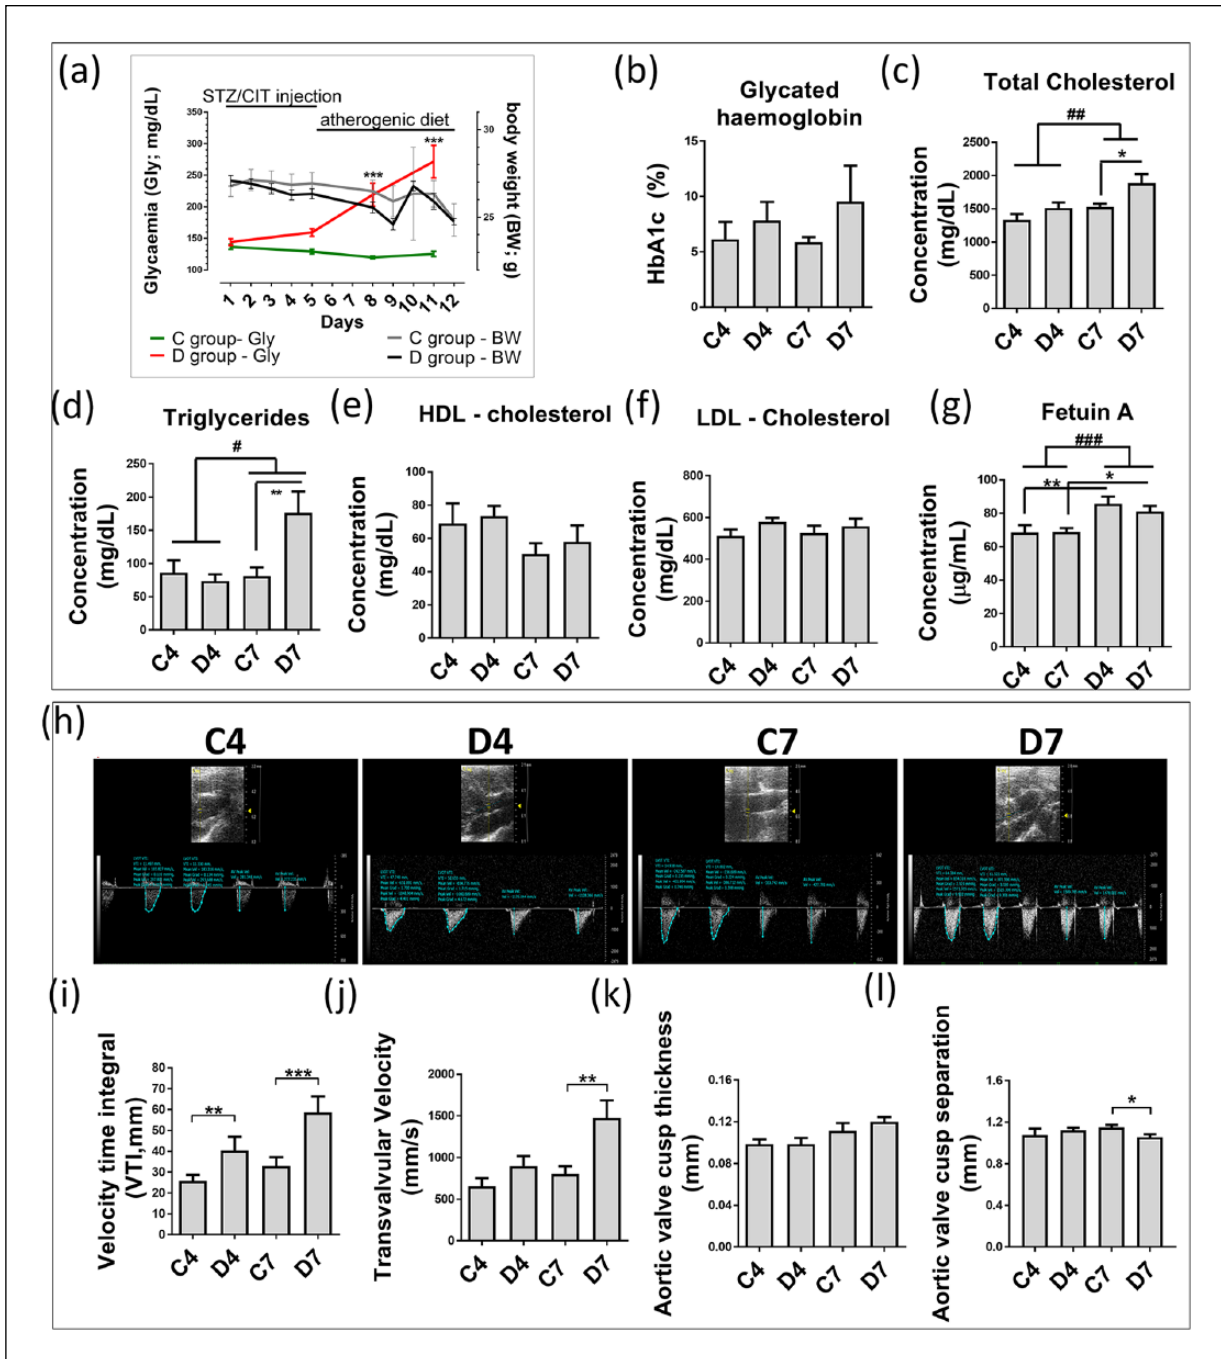 (a)
STZ/CIT injection
atherogenic diet
Glycaemia (Gly; mg/dL)
350
300
250
200
150
100
***
***
30
25
body weight (BW; g)
1 2 3 4 5 6 7 8 9 10 11 12
Days
C group- Gly
D group - Gly
C group - BW
D group - BW
(b)
Glycated
haemoglobin
HbA1c (%)
15
10
5
0
C4 D4 C7 D7
(c)
Total Cholesterol
##
*
Concentration
(mg/dL)
2500
2000
1500
1000
500
0
C4 D4 C7 D7
(d)
Triglycerides
#
**
Concentration
(mg/dL)
250
200
150
100
50
0
C4 D4 C7 D7
(e)
HDL - cholesterol
Concentration
(mg/dL)
80
60
40
20
0
C4 D4 C7 D7
(f)
LDL - Cholesterol
Concentration
(mg/dL)
800
600
400
200
0
C4 D4 C7 D7
(g)
Fetuin A
###
**
*
Concentration
(µg/mL)
100
80
60
40
20
0
C4 C7 D4 D7
(h)
C4
D4
C7
D7
(i)
Velocity time integral
(VTI,mm)
80
70
60
50
40
30
20
10
0
**
***
C4 D4 C7 D7
(j)
Transvalvular Velocity
(mm/s)
2000
1500
1000
500
0
**
C4 D4 C7 D7
(k)
Aortic valve cusp thickness
(mm)
0.16
0.12
0.08
0.04
0.00
C4 D4 C7 D7
(l)
Aortic valve cusp separation
(mm)
1.6
1.2
0.8
0.4
0.0
*
C4 D4 C7 D7